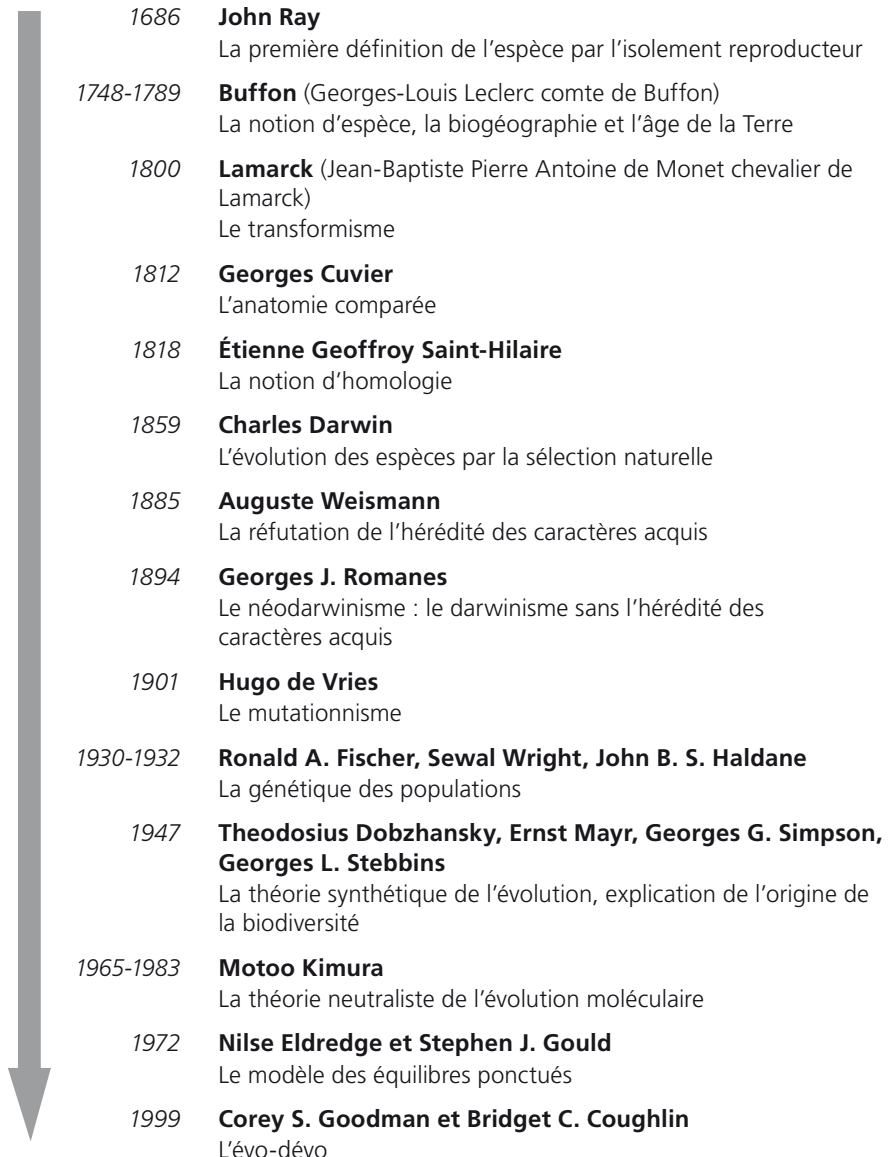 1686 John Ray
La première définition de l’espèce par l’isolement reproducteur
1748-1789 Buffon (Georges-Louis Leclerc comte de Buffon)
La notion d’espèce, la biogéographie et l’âge de la Terre
1800 Lamarck (Jean-Baptiste Pierre Antoine de Monet chevalier de
Lamarck)
Le transformisme
1812 Georges Cuvier
L’anatomie comparée
1818 Étienne Geoffroy Saint-Hilaire
La notion d’homologie
1859 Charles Darwin
L’évolution des espèces par la sélection naturelle
1885 Auguste Weismann
La réfutation de l’hérédité des caractères acquis
1894 Georges J. Romanes
Le néodarwinisme : le darwinisme sans l’hérédité des
caractères acquis
1901 Hugo de Vries
Le mutationnisme
1930-1932 Ronald A. Fischer, Sewal Wright, John B. S. Haldane
La génétique des populations
1947 Theodosius Dobzhansky, Ernst Mayr, Georges G. Simpson,
Georges L. Stebbins
La théorie synthétique de l’évolution, explication de l’origine de
la biodiversité
1965-1983 Motoo Kimura
La théorie neutraliste de l’évolution moléculaire
1972 Nilse Eldredge et Stephen J. Gould
Le modèle des équilibres ponctués
1999 Corey S. Goodman et Bridget C. Coughlin
L’évo-dévo